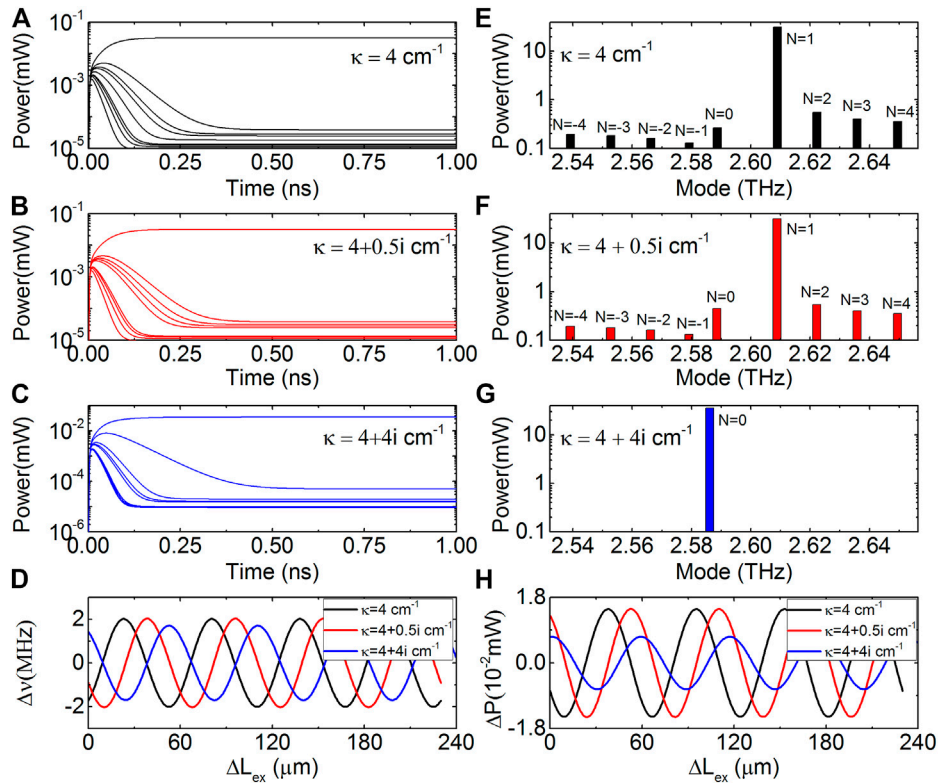 A
Power(mW)
10⁻¹
10⁻³
10⁻⁵
κ = 4 cm⁻¹
0.00 0.25 0.50 0.75 1.00
Time (ns)
E
Power(mW)
10
1
0.1
κ = 4 cm⁻¹
N=-4 N=-3 N=-2 N=-1 N=0 N=1 N=2 N=3 N=4
2.54 2.56 2.58 2.60 2.62 2.64
Mode (THz)
B
Power(mW)
10⁻¹
10⁻³
10⁻⁵
κ = 4+0.5i cm⁻¹
0.00 0.25 0.50 0.75 1.00
Time (ns)
F
Power(mW)
10
1
0.1
κ = 4 + 0.5i cm⁻¹
N=-4 N=-3 N=-2 N=-1 N=0 N=1 N=2 N=3 N=4
2.54 2.56 2.58 2.60 2.62 2.64
Mode (THz)
C
Power(mW)
10⁻²
10⁻⁴
10⁻⁶
κ = 4+4i cm⁻¹
0.00 0.25 0.50 0.75 1.00
Time (ns)
G
Power(mW)
10
1
0.1
κ = 4 + 4i cm⁻¹
N=0
2.54 2.56 2.58 2.60 2.62 2.64
Mode (THz)
D
Δν(MHz)
2
0
-2
κ=4 cm⁻¹
κ=4+0.5i cm⁻¹
κ=4+4i cm⁻¹
0 60 120 180 240
ΔLₑₓ (μm)
H
ΔP(10⁻²mW)
1.8
0.0
-1.8
κ=4 cm⁻¹
κ=4+0.5i cm⁻¹
κ=4+4i cm⁻¹
0 60 120 180 240
ΔLₑₓ (μm)